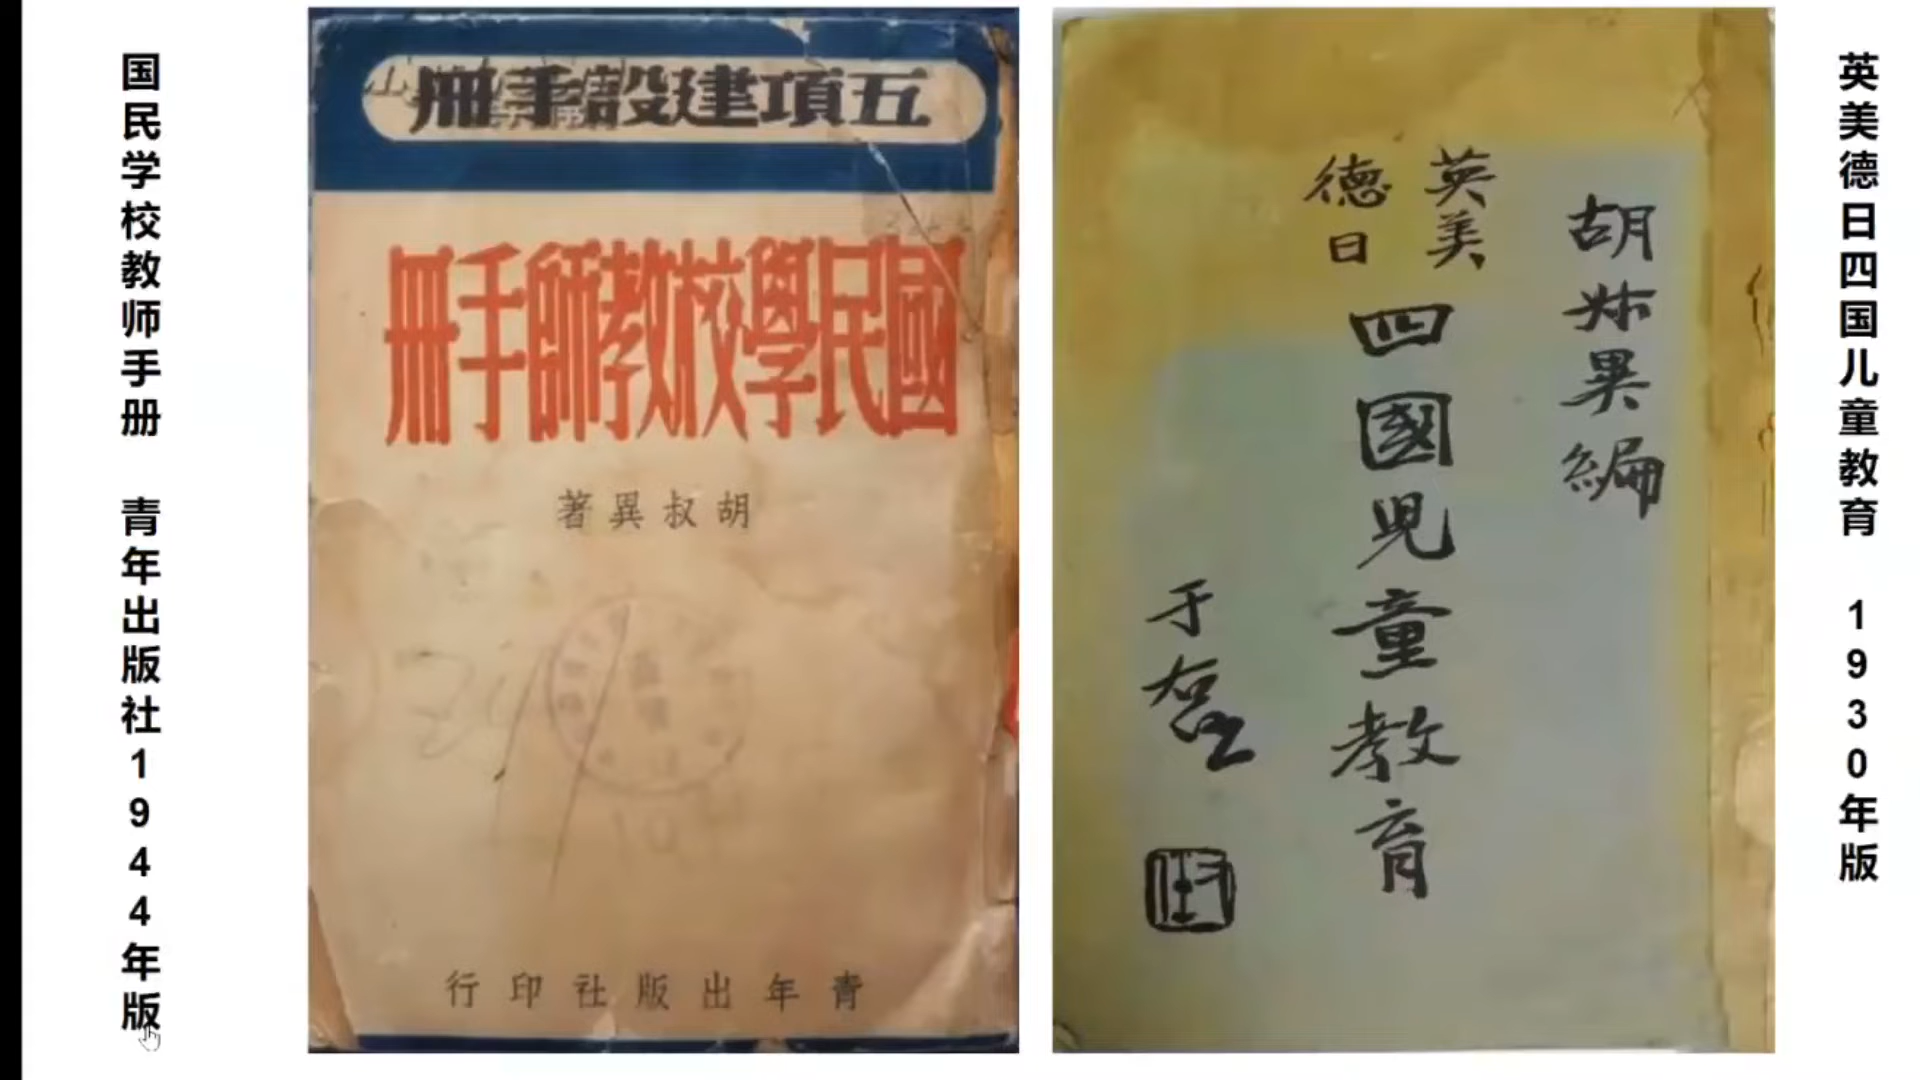 国民学校教师手册 青年出版社1944年版
五項建設手冊
國民學校教師手冊
胡叔異著
青年出版社印行
胡叔異編
英美
德日
四國兒童教育
于右任
英美德日四国儿童教育 1930年版